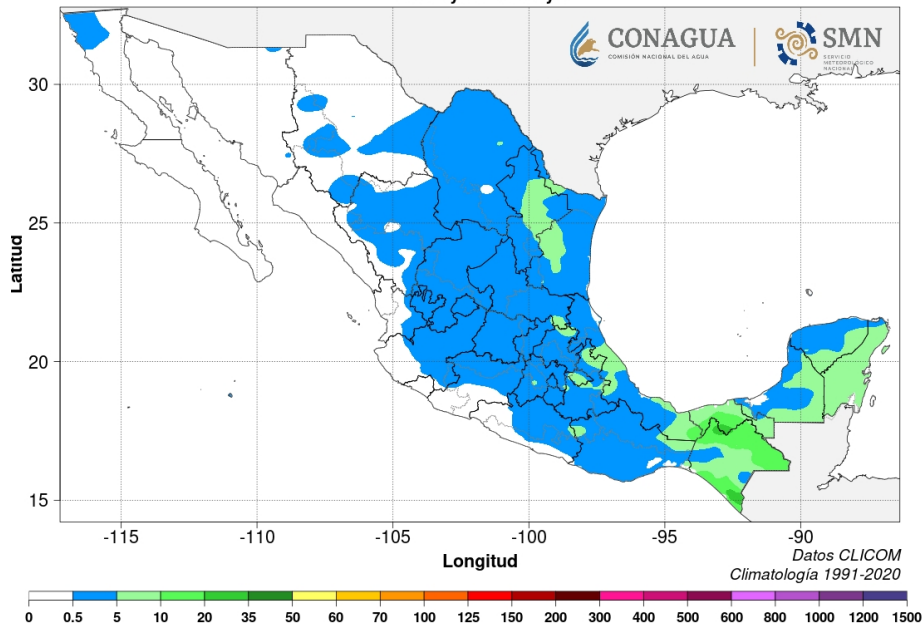 CONAGUA
COMISIÓN NACIONAL DEL AGUA
SMN
SERVICIO
METEOROLÓGICO
NACIONAL
30
25
20
15
Latitud
-115 -110 -105 -100 -95 -90
Longitud
Datos CLICOM
Climatología 1991-2020
0 0.5 5 10 20 35 50 60 70 100 125 150 200 300 400 500 600 800 1000 1200 1500